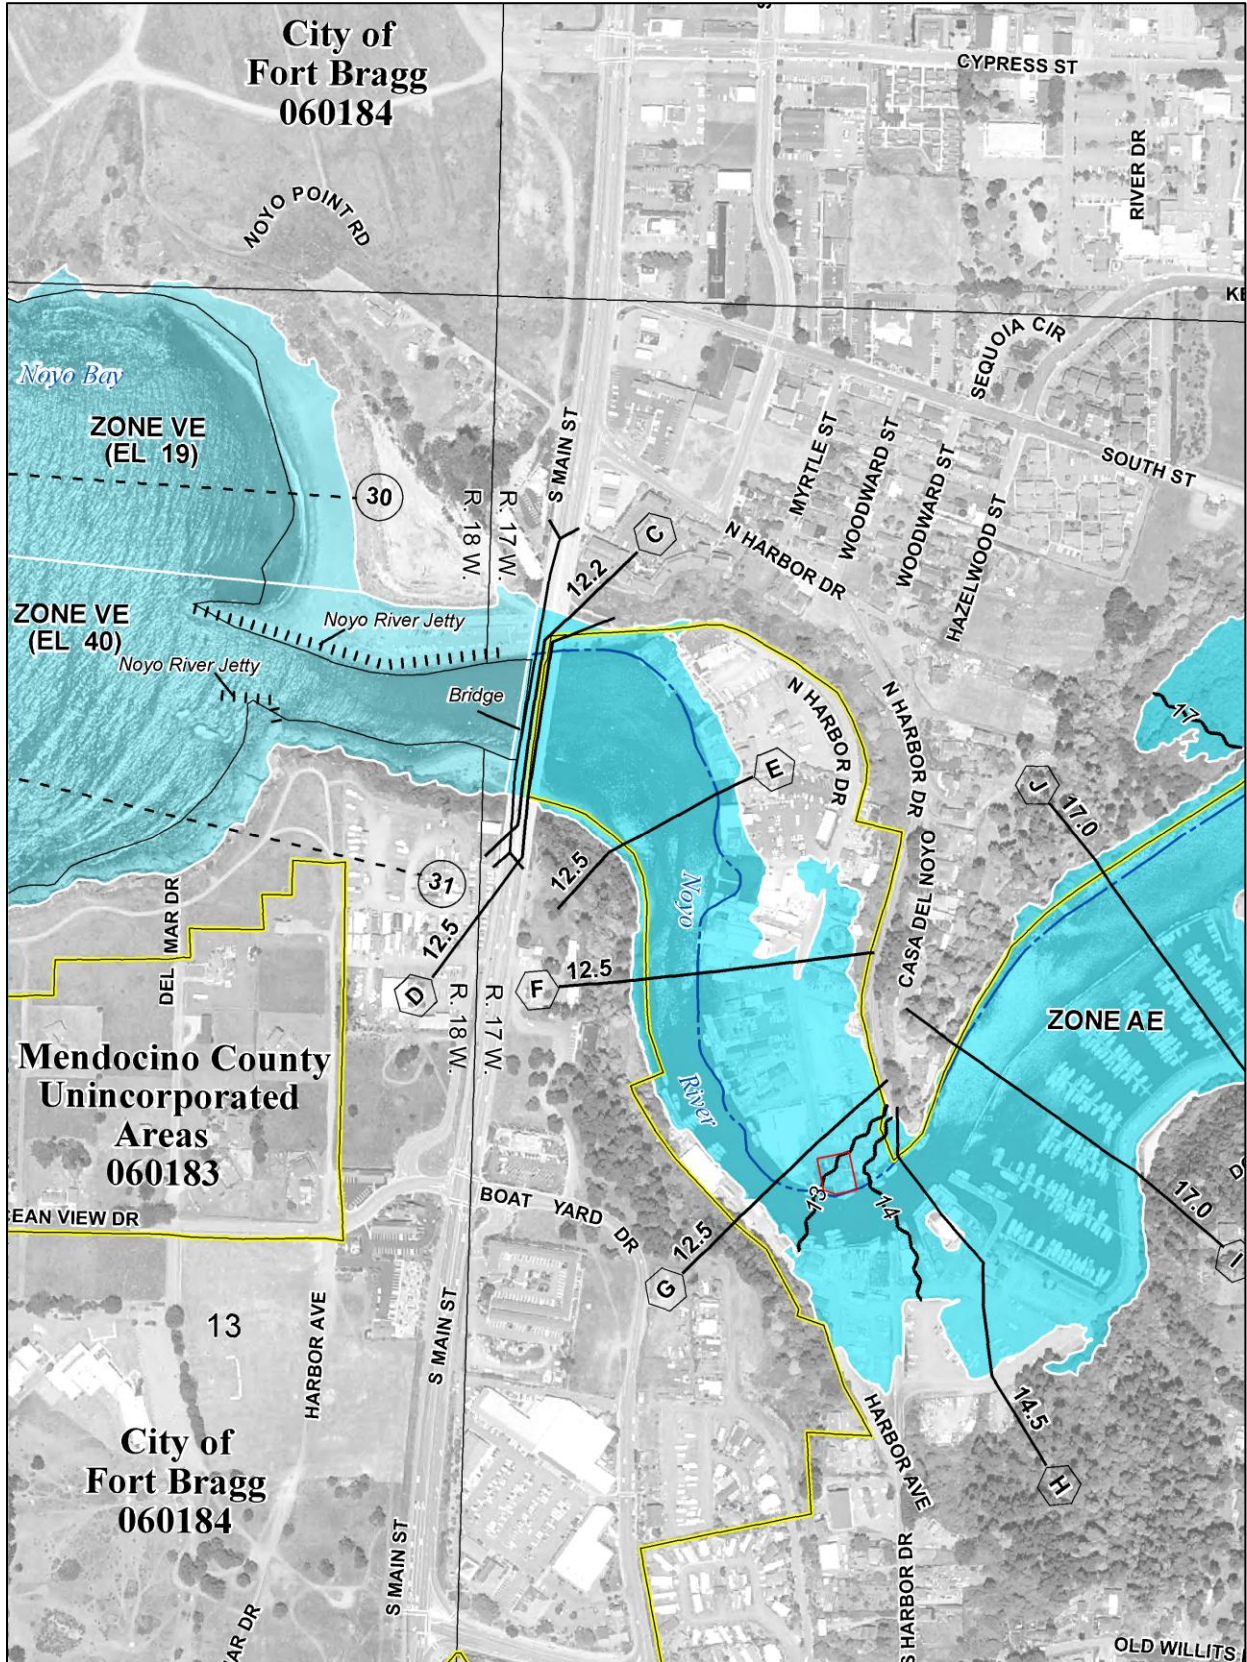 City of
Fort Bragg
060184
CYPRESS ST
RIVER DR
NOYO POINT RD
Noyo Bay
ZONE VE
(EL 19)
30
S MAIN ST
R. 18 W.
R. 17 W.
SEQUOIA CIR
SOUTH ST
MYRTLE ST
WOODWARD ST
WOODWARD ST
HAZELWOOD ST
N HARBOR DR
C
12.2
ZONE VE
(EL 40)
Noyo River Jetty
Noyo River Jetty
Bridge
N HARBOR DR
N HARBOR DR
17
E
12.5
J
17.0
31
DEL MAR DR
12.5
D
F
12.5
Noyo
CASA DEL NOYO
R. 18 W.
R. 17 W.
ZONE AE
Mendocino County
Unincorporated
Areas
060183
River
BOAT YARD DR
13
14
17.0
I
12.5
G
S MAIN ST
HARBOR AVE
13
14.5
H
HARBOR AVE
City of
Fort Bragg
060184
S MAIN ST
S HARBOR DR
OLD WILLITS